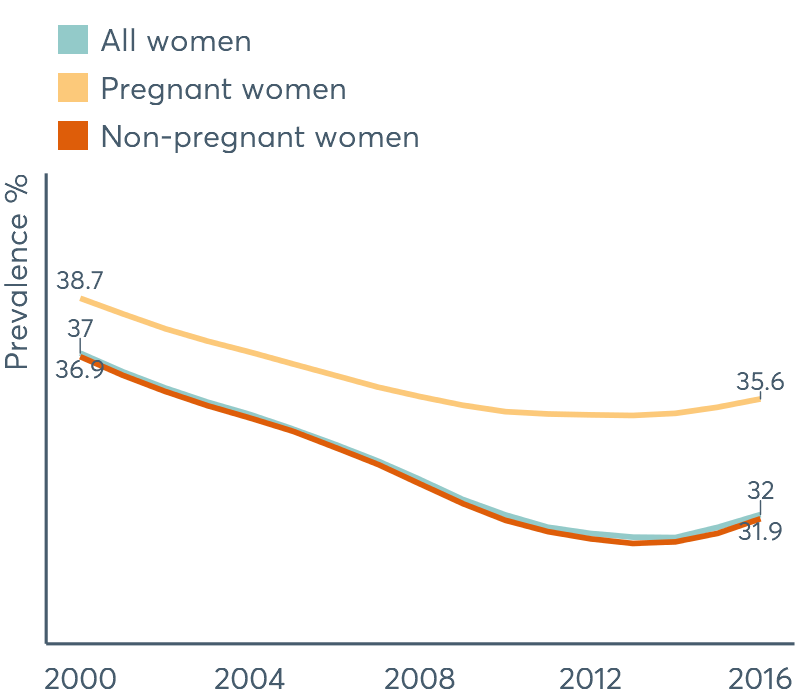 All women
Pregnant women
Non-pregnant women
Prevalence %
38.7
37
36.9
35.6
32
31.9
2000 2004 2008 2012 2016